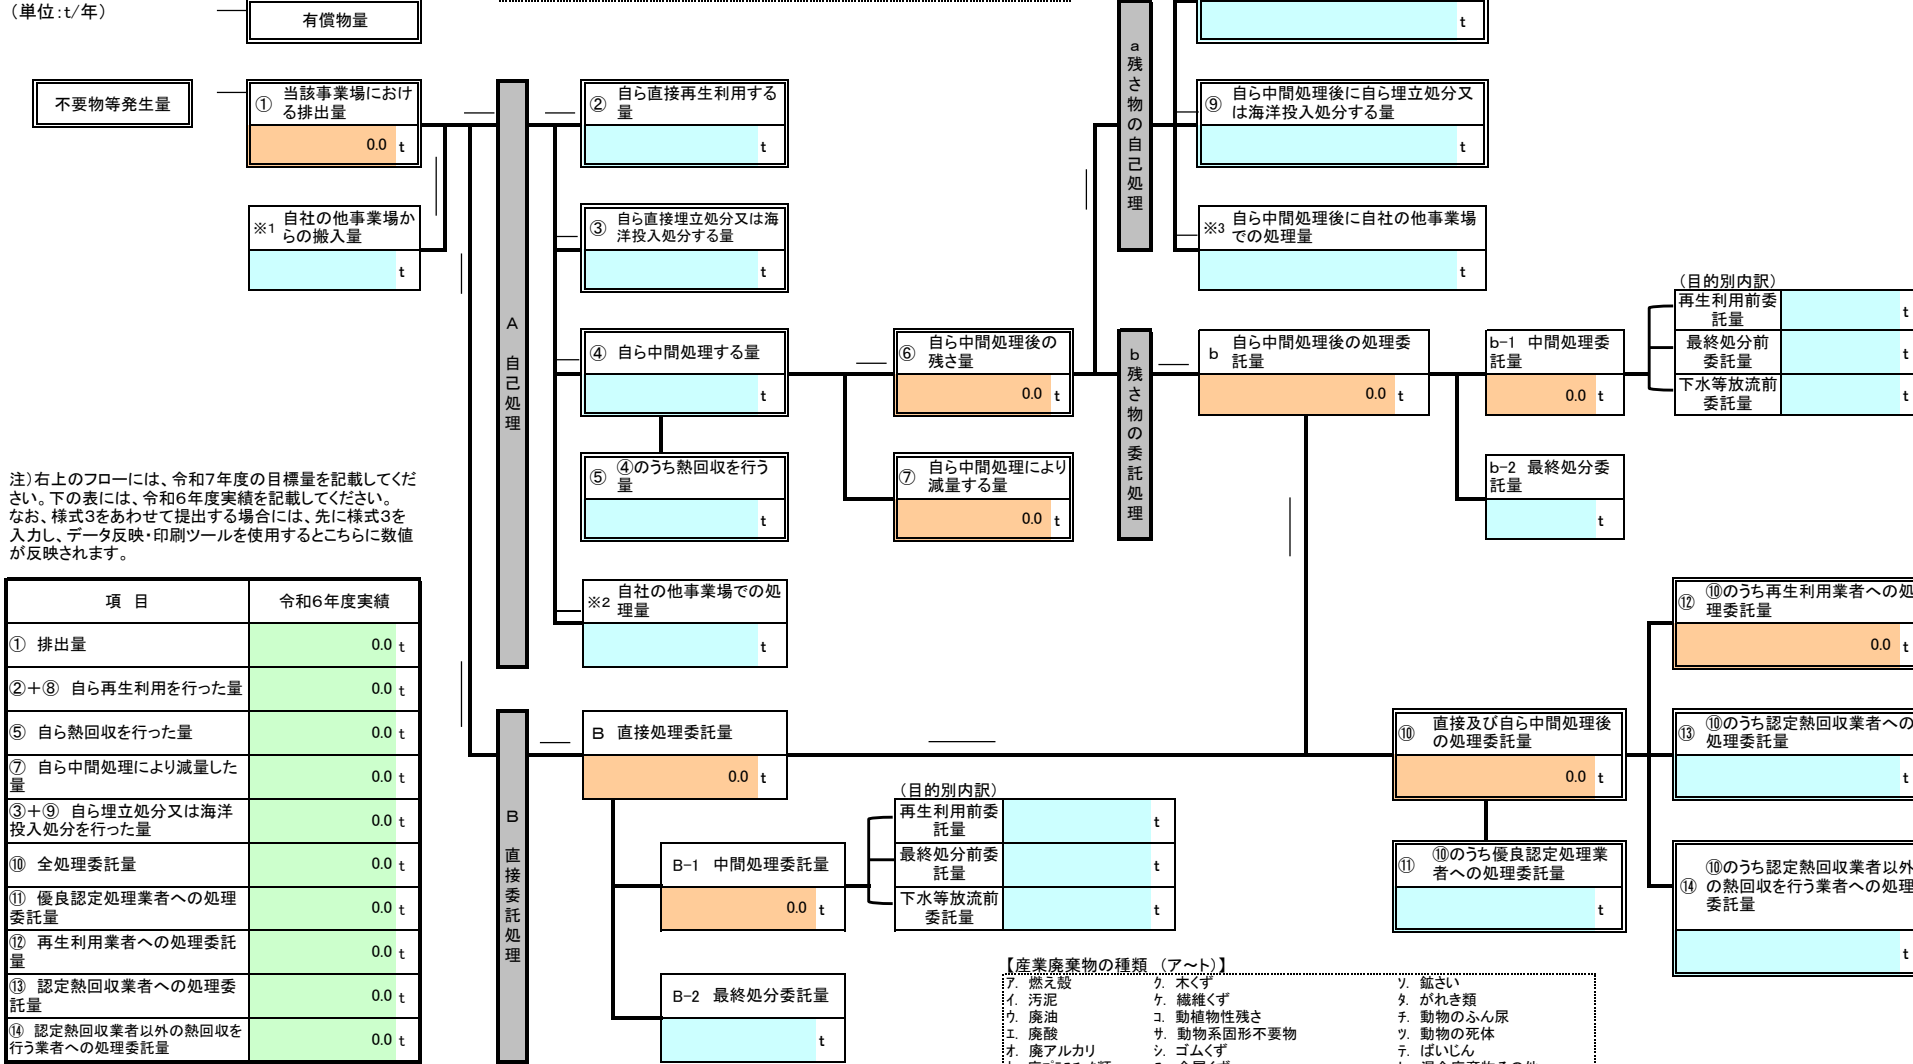 (単位:t/年)
有償物量
t
不要物等発生量
① 当該事業場におけ
る排出量
0.0 t
※1 自社の他事業場か
らの搬入量
t
A 自己処理
② 自ら直接再生利用する
量
t
③ 自ら直接埋立処分又は海
洋投入処分する量
t
④ 自ら中間処理する量
t
⑤ ④のうち熱回収を行う
量
t
※2 自社の他事業場での処
理量
t
⑥ 自ら中間処理後の
残さ量
0.0 t
⑦ 自ら中間処理により
減量する量
0.0 t
a残さ物の自己処理
⑨ 自ら中間処理後に自ら埋立処分又
は海洋投入処分する量
t
※3 自ら中間処理後に自社の他事業場
での処理量
t
b残さ物の委託処理
b 自ら中間処理後の処理委
託量
0.0 t
b-1 中間処理委
託量
0.0 t
b-2 最終処分委
託量
t
(目的別内訳)
再生利用前委
託量
t
最終処分前
委託量
t
下水等放流前
委託量
t
注)右上のフローには、令和7年度の目標量を記載してくだ
さい。下の表には、令和6年度実績を記載してください。
なお、様式3をあわせて提出する場合には、先に様式3を
入力し、データ反映・印刷ツールを使用するとこちらに数値
が反映されます。
項 目 令和6年度実績
① 排出量 0.0 t
②+⑧ 自ら再生利用を行った量 0.0 t
⑤ 自ら熱回収を行った量 0.0 t
⑦ 自ら中間処理により減量した
量 0.0 t
③+⑨ 自ら埋立処分又は海洋
投入処分を行った量 0.0 t
⑩ 全処理委託量 0.0 t
⑪ 優良認定処理業者への処理
委託量 0.0 t
⑫ 再生利用業者への処理委託
量 0.0 t
⑬ 認定熱回収業者への処理委
託量 0.0 t
⑭ 認定熱回収業者以外の熱回収を
行う業者への処理委託量 0.0 t
B 直接委託処理
B 直接処理委託量
0.0 t
B-1 中間処理委託量
0.0 t
B-2 最終処分委託量
t
(目的別内訳)
再生利用前委
託量
t
最終処分前委
託量
t
下水等放流前
委託量
t
⑩ 直接及び自ら中間処理後
の処理委託量
0.0 t
⑪ ⑩のうち優良認定処理業
者への処理委託量
t
⑫ ⑩のうち再生利用業者への処
理委託量
0.0 t
⑬ ⑩のうち認定熱回収業者への
処理委託量
t
⑭ ⑩のうち認定熱回収業者以外
の熱回収を行う業者への処理
委託量
t
【産業廃棄物の種類 (ア~ト)】
ア. 燃え殻 ク. 木くず ソ. 鉱さい
イ. 汚泥 ケ. 繊維くず タ. がれき類
ウ. 廃油 コ. 動植物性残さ チ. 動物のふん尿
エ. 廃酸 サ. 動物系固形不要物 ツ. 動物の死体
オ. 廃アルカリ シ. ゴムくず テ. ばいじん